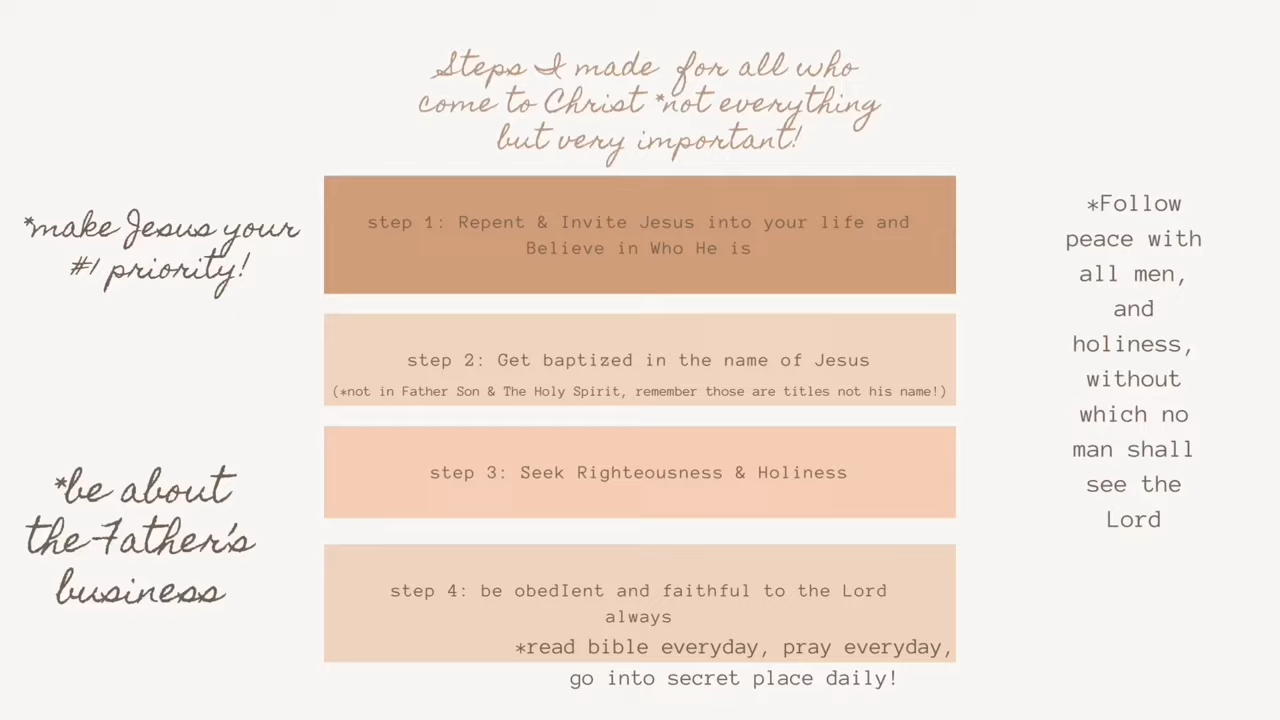 Steps I made for all who
come to Christ *not everything
but very important!
*make Jesus your
#1 priority!
step 1: Repent & Invite Jesus into your life and
Believe in Who He is
step 2: Get baptized in the name of Jesus
(*not in Father Son & The Holy Spirit, remember those are titles not his name!)
step 3: Seek Righteousness & Holiness
*be about
the Father's
business
step 4: be obedIent and faithful to the Lord
always
*read bible everyday, pray everyday,
go into secret place daily!
*Follow
peace with
all men,
and
holiness,
without
which no
man shall
see the
Lord